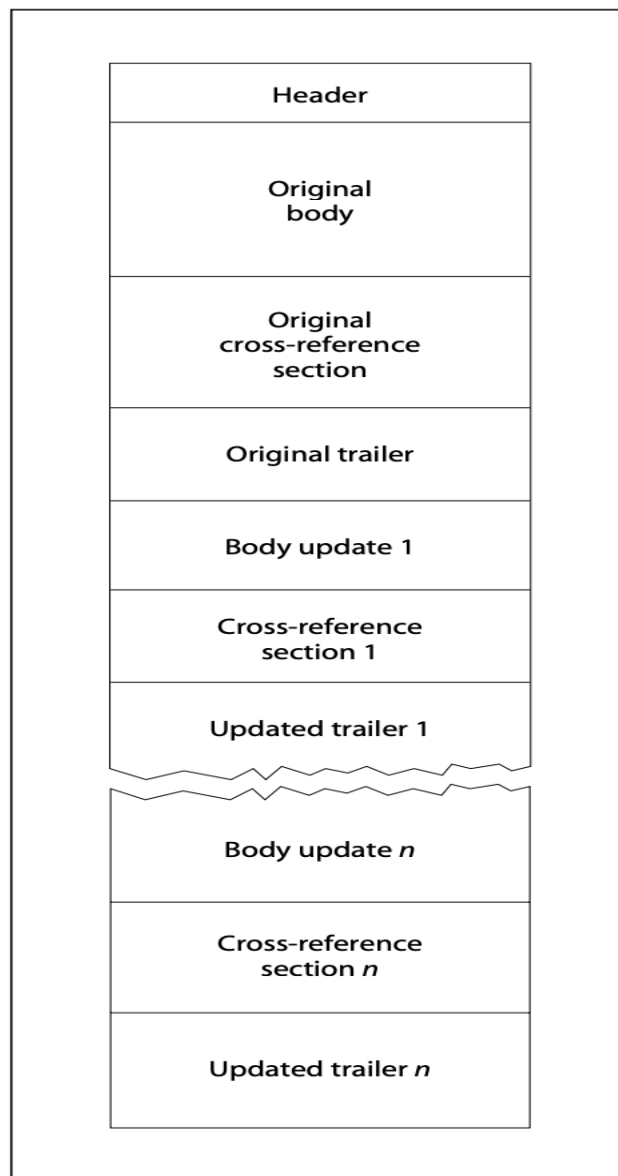 Header
Original
body
Original
cross-reference
section
Original trailer
Body update 1
Cross-reference
section 1
Updated trailer 1
Body update n
Cross-reference
section n
Updated trailer n